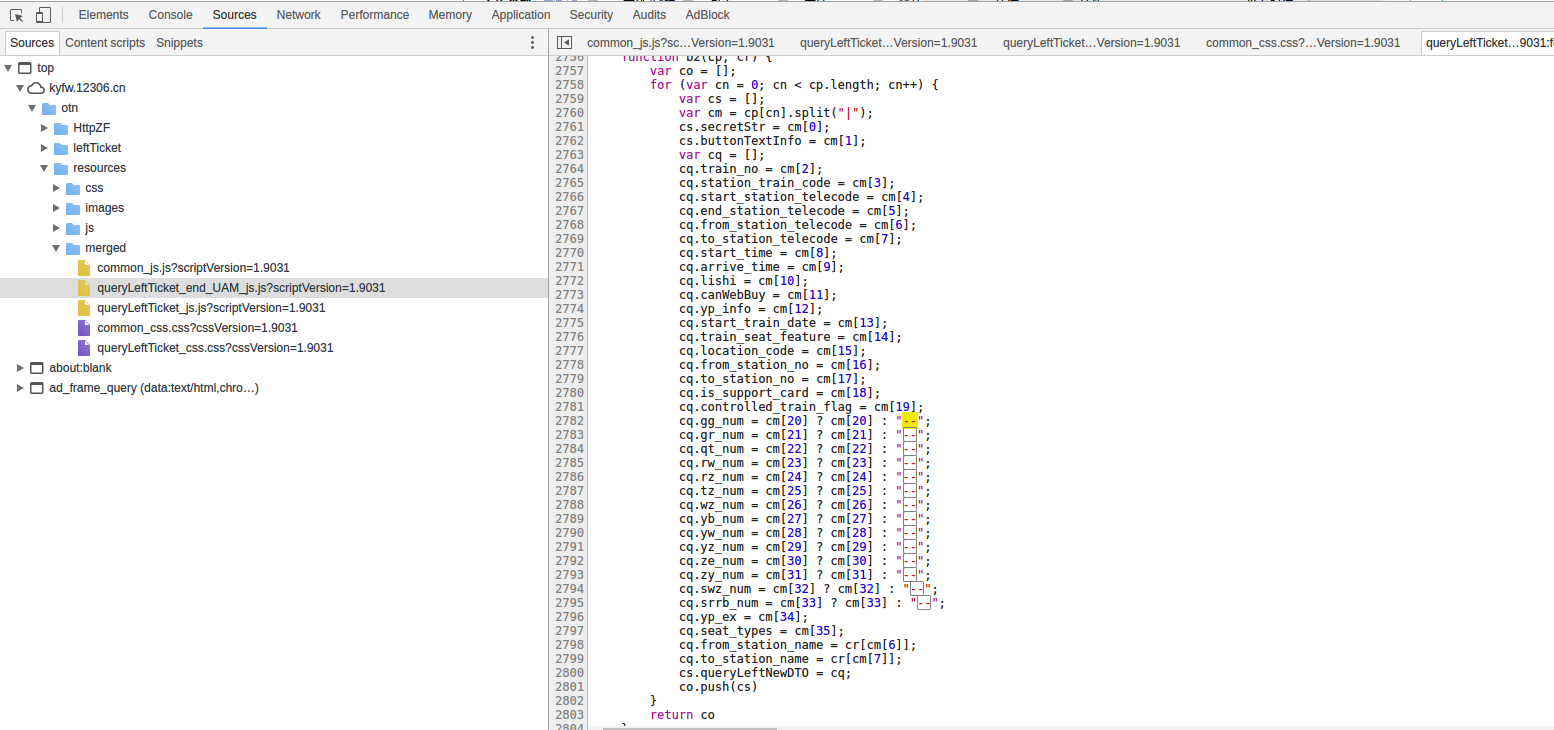 Elements Console Sources Network Performance Memory Application Security Audits AdBlock
Sources Content scripts Snippets
common_js.js?sc...Version=1.9031 queryLeftTicket...Version=1.9031 queryLeftTicket...Version=1.9031 common_css.css?...Version=1.9031 queryLeftTicket...9031:f
top
kyfw.12306.cn
otn
HttpZF
leftTicket
resources
css
images
js
merged
common_js.js?scriptVersion=1.9031
queryLeftTicket_end_UAM_js.js?scriptVersion=1.9031
queryLeftTicket_js.js?scriptVersion=1.9031
common_css.css?cssVersion=1.9031
queryLeftTicket_css.css?cssVersion=1.9031
about:blank
ad_frame_query (data:text/html,chro…)
2756 function b2(cp, cr) {
2757 var co = [];
2758 for (var cn = 0; cn < cp.length; cn++) {
2759 var cs = [];
2760 var cm = cp[cn].split("|");
2761 cs.secretStr = cm[0];
2762 cs.buttonTextInfo = cm[1];
2763 var cq = [];
2764 cq.train_no = cm[2];
2765 cq.station_train_code = cm[3];
2766 cq.start_station_telecode = cm[4];
2767 cq.end_station_telecode = cm[5];
2768 cq.from_station_telecode = cm[6];
2769 cq.to_station_telecode = cm[7];
2770 cq.start_time = cm[8];
2771 cq.arrive_time = cm[9];
2772 cq.lishi = cm[10];
2773 cq.canWebBuy = cm[11];
2774 cq.yp_info = cm[12];
2775 cq.start_train_date = cm[13];
2776 cq.train_seat_feature = cm[14];
2777 cq.location_code = cm[15];
2778 cq.from_station_no = cm[16];
2779 cq.to_station_no = cm[17];
2780 cq.is_support_card = cm[18];
2781 cq.controlled_train_flag = cm[19];
2782 cq.gg_num = cm[20] ? cm[20] : "--";
2783 cq.gr_num = cm[21] ? cm[21] : "--";
2784 cq.qt_num = cm[22] ? cm[22] : "--";
2785 cq.rw_num = cm[23] ? cm[23] : "--";
2786 cq.rz_num = cm[24] ? cm[24] : "--";
2787 cq.tz_num = cm[25] ? cm[25] : "--";
2788 cq.wz_num = cm[26] ? cm[26] : "--";
2789 cq.yb_num = cm[27] ? cm[27] : "--";
2790 cq.yw_num = cm[28] ? cm[28] : "--";
2791 cq.yz_num = cm[29] ? cm[29] : "--";
2792 cq.ze_num = cm[30] ? cm[30] : "--";
2793 cq.zy_num = cm[31] ? cm[31] : "--";
2794 cq.swz_num = cm[32] ? cm[32] : "--";
2795 cq.srrb_num = cm[33] ? cm[33] : "--";
2796 cq.yp_ex = cm[34];
2797 cq.seat_types = cm[35];
2798 cq.from_station_name = cr[cm[6]];
2799 cq.to_station_name = cr[cm[7]];
2800 cs.queryLeftNewDTO = cq;
2801 co.push(cs)
2802 }
2803 return co
2804